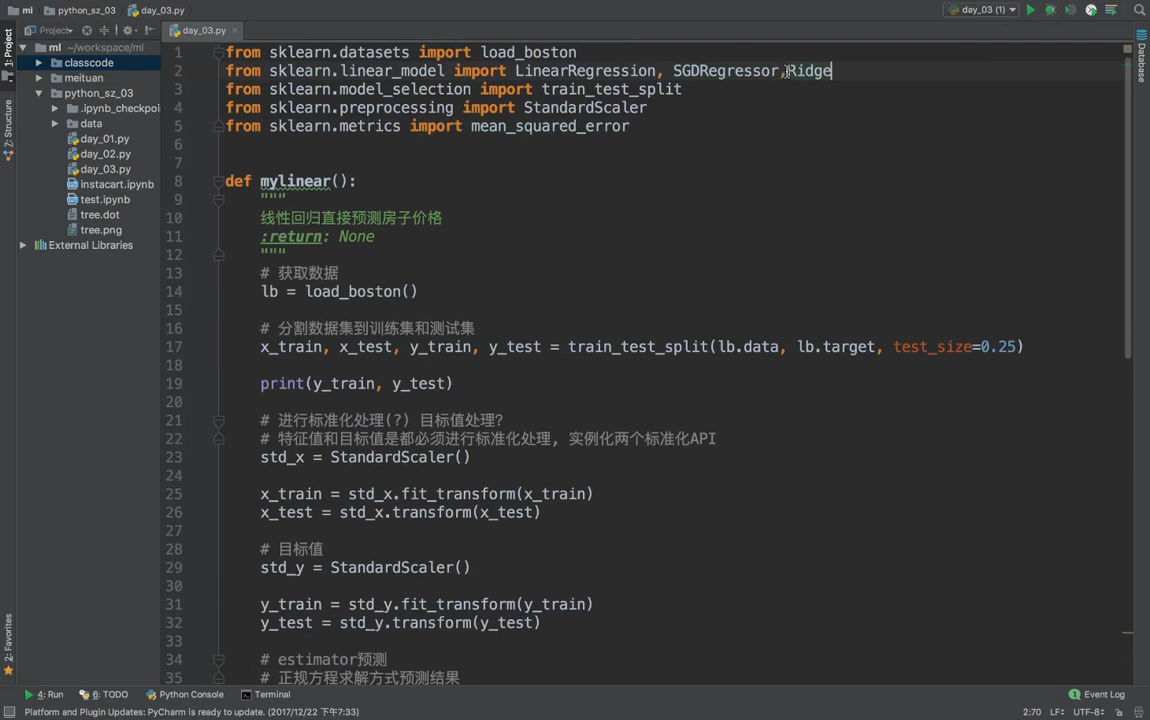 ml python_sz_03 day_03.py
day_03 (1)
Project
day_03.py
ml ~/workspace/ml
classcode
meituan
python_sz_03
.ipynb_checkpoi
data
day_01.py
day_02.py
day_03.py
instacart.ipynb
test.ipynb
tree.dot
tree.png
External Libraries
1: Project
Z: Structure
2: Favorites
Database
1 from sklearn.datasets import load_boston
2 from sklearn.linear_model import LinearRegression, SGDRegressor,Ridge
3 from sklearn.model_selection import train_test_split
4 from sklearn.preprocessing import StandardScaler
5 from sklearn.metrics import mean_squared_error
6
7
8 def mylinear():
9 """
10 线性回归直接预测房子价格
11 :return: None
12 """
13 # 获取数据
14 lb = load_boston()
15
16 # 分割数据集到训练集和测试集
17 x_train, x_test, y_train, y_test = train_test_split(lb.data, lb.target, test_size=0.25)
18
19 print(y_train, y_test)
20
21 # 进行标准化处理(?) 目标值处理?
22 # 特征值和目标值是都必须进行标准化处理, 实例化两个标准化API
23 std_x = StandardScaler()
24
25 x_train = std_x.fit_transform(x_train)
26 x_test = std_x.transform(x_test)
27
28 # 目标值
29 std_y = StandardScaler()
30
31 y_train = std_y.fit_transform(y_train)
32 y_test = std_y.transform(y_test)
33
34 # estimator预测
35 # 正规方程求解方式预测结果
4: Run 6: TODO Python Console Terminal
1 Event Log
Platform and Plugin Updates: PyCharm is ready to update. (2017/12/22 下午7:33)
2:70 LF÷ UTF-8÷